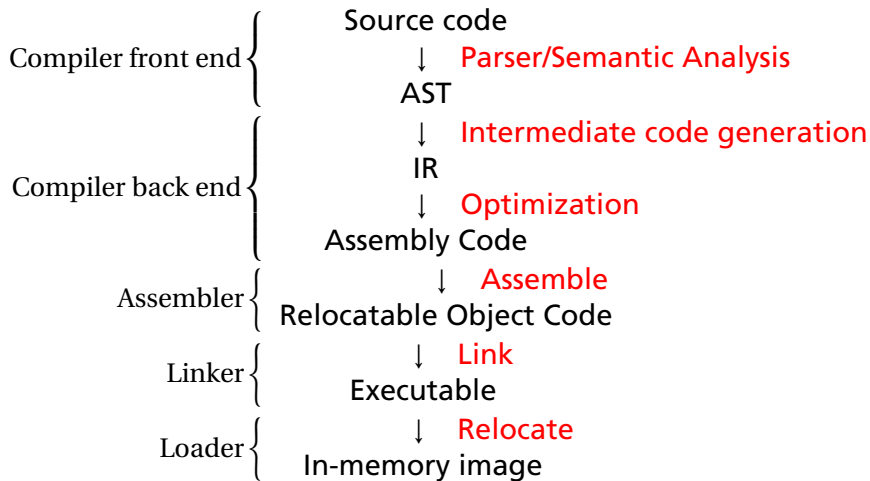 Source code
Compiler front end ↓ Parser/Semantic Analysis
AST
↓ Intermediate code generation
IR
Compiler back end
↓ Optimization
Assembly Code
↓ Assemble
Assembler
Relocatable Object Code
↓ Link
Linker
Executable
↓ Relocate
Loader
In-memory image